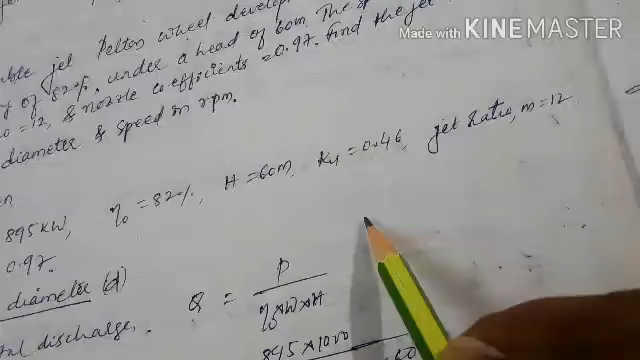 Made with KINEMASTER
jet Pelton wheel develop
of 82%. under a head of 60m. The
=12, & nozzle coefficients =0.97. Find the jet
diameter & speed in rpm.
895 KW, η₀ =82%, H =60m, Ku =0.46, jet ratio, m=12
0.97.
diameter (d)
discharge, Q = P
η₀×W×H
895×1000